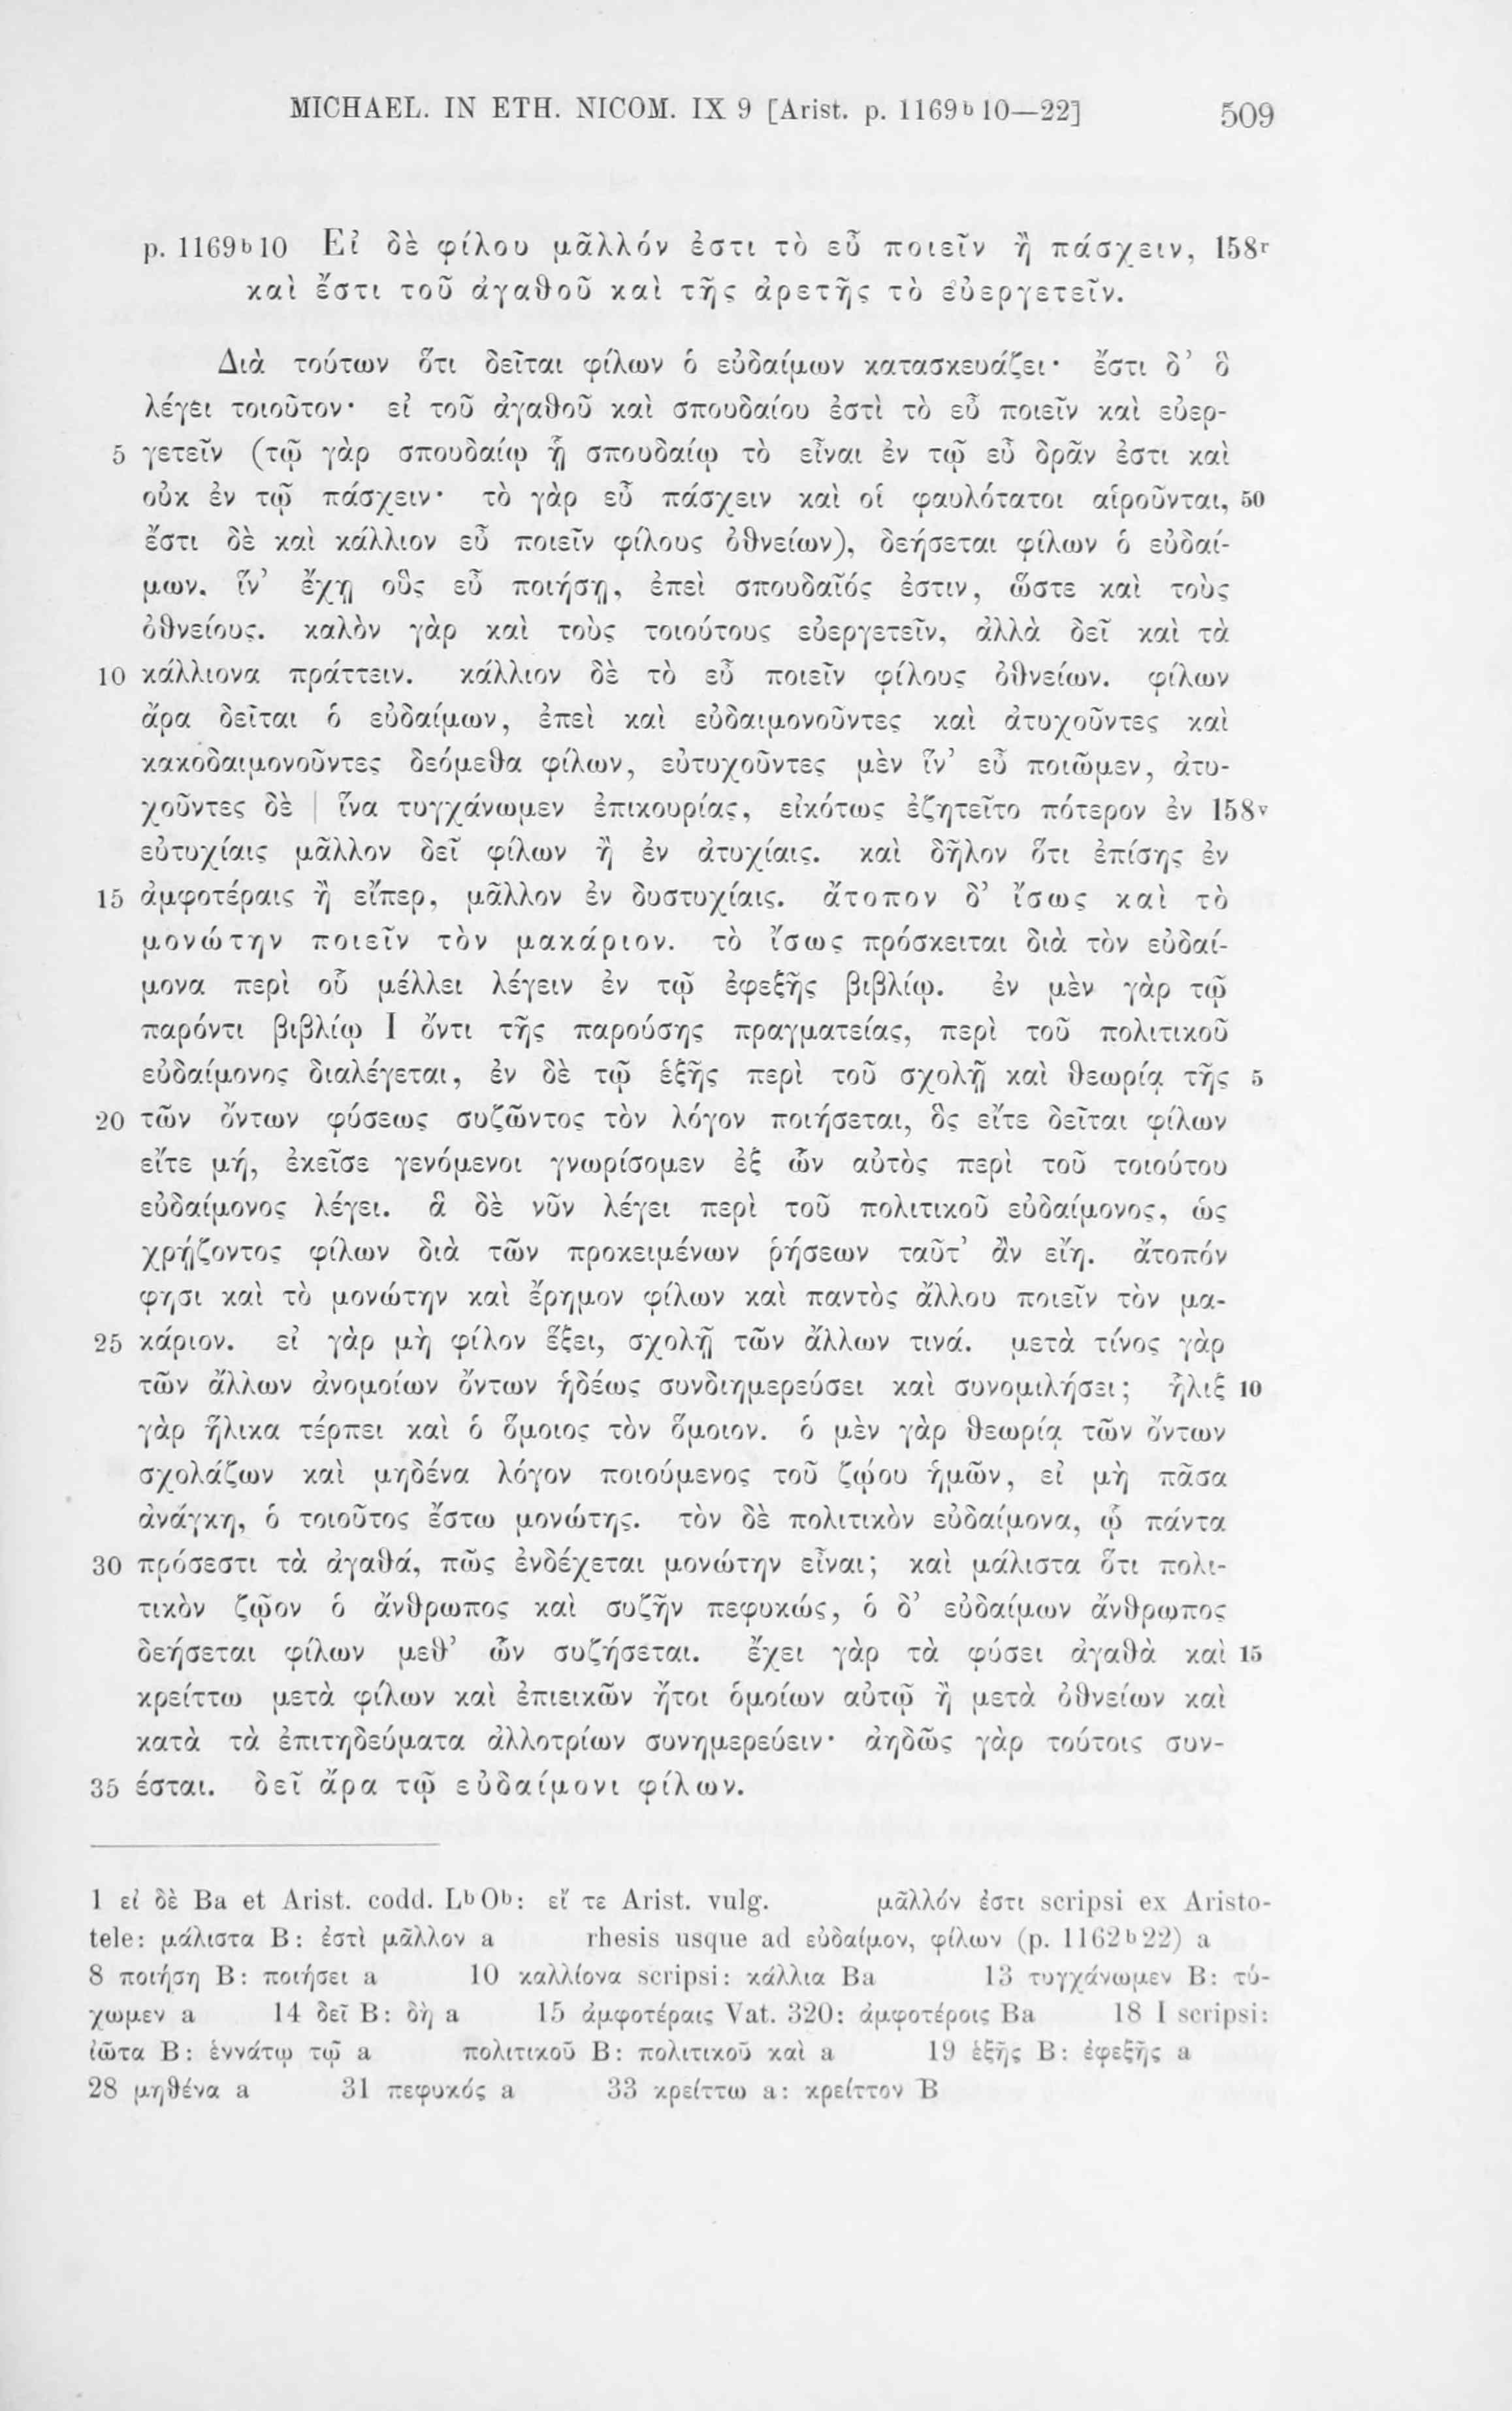 MICHAEL. IN ETH. NICOM. IX 9 [Arist. p. 1169ᵇ10—22] 509
p. 1169ᵇ10 Εἰ δὲ φίλου μᾶλλόν ἐστι τὸ εὖ ποιεῖν ἢ πάσχειν, 158ʳ
καὶ ἔστι τοῦ ἀγαθοῦ καὶ τῆς ἀρετῆς τὸ εὐεργετεῖν.
Διὰ τούτων ὅτι δεῖται φίλων ὁ εὐδαίμων κατασκευάζει· ἔστι δ’ ὃ
λέγει τοιοῦτον· εἰ τοῦ ἀγαθοῦ καὶ σπουδαίου ἐστὶ τὸ εὖ ποιεῖν καὶ εὐερ-
5 γετεῖν (τῷ γὰρ σπουδαίῳ ᾗ σπουδαίῳ τὸ εἶναι ἐν τῷ εὖ δρᾶν ἐστι καὶ
οὐκ ἐν τῷ πάσχειν· τὸ γὰρ εὖ πάσχειν καὶ οἱ φαυλότατοι αἱροῦνται, 50
ἔστι δὲ καὶ κάλλιον εὖ ποιεῖν φίλους ὀθνείων), δεήσεται φίλων ὁ εὐδαί-
μων, ἵν’ ἔχῃ οὓς εὖ ποιήσῃ, ἐπεὶ σπουδαῖός ἐστιν, ὥστε καὶ τοὺς
ὀθνείους. καλὸν γὰρ καὶ τοὺς τοιούτους εὐεργετεῖν, ἀλλὰ δεῖ καὶ τὰ
10 κάλλιονα πράττειν. κάλλιον δὲ τὸ εὖ ποιεῖν φίλους ὀθνείων. φίλων
ἄρα δεῖται ὁ εὐδαίμων, ἐπεὶ καὶ εὐδαιμονοῦντες καὶ ἀτυχοῦντες καὶ
κακοδαιμονοῦντες δεόμεθα φίλων, εὐτυχοῦντες μὲν ἵν’ εὖ ποιῶμεν, ἀτυ-
χοῦντες δὲ | ἵνα τυγχάνωμεν ἐπικουρίας, εἰκότως ἐζητεῖτο πότερον ἐν 158ᵛ
εὐτυχίαις μᾶλλον δεῖ φίλων ἢ ἐν ἀτυχίαις. καὶ δῆλον ὅτι ἐπίσης ἐν
15 ἀμφοτέραις ἢ εἴπερ, μᾶλλον ἐν δυστυχίαις. ἄτοπον δ’ ἴσως καὶ τὸ
μονώτην ποιεῖν τὸν μακάριον. τὸ ἴσως πρόσκειται διὰ τὸν εὐδαί-
μονα περὶ οὗ μέλλει λέγειν ἐν τῷ ἐφεξῆς βιβλίῳ. ἐν μὲν γὰρ τῷ
παρόντι βιβλίῳ Ι ὄντι τῆς παρούσης πραγματείας, περὶ τοῦ πολιτικοῦ
εὐδαίμονος διαλέγεται, ἐν δὲ τῷ ἑξῆς περὶ τοῦ σχολῇ καὶ θεωρίᾳ τῆς 5
20 τῶν ὄντων φύσεως συζῶντος τὸν λόγον ποιήσεται, ὃς εἴτε δεῖται φίλων
εἴτε μή, ἐκεῖσε γενόμενοι γνωρίσομεν ἐξ ὧν αὐτὸς περὶ τοῦ τοιούτου
εὐδαίμονος λέγει. ἃ δὲ νῦν λέγει περὶ τοῦ πολιτικοῦ εὐδαίμονος, ὡς
χρῄζοντος φίλων διὰ τῶν προκειμένων ῥήσεων ταῦτ’ ἂν εἴη. ἄτοπόν
φησι καὶ τὸ μονώτην καὶ ἔρημον φίλων καὶ παντὸς ἄλλου ποιεῖν τὸν μα-
25 κάριον. εἰ γὰρ μὴ φίλον ἕξει, σχολῇ τῶν ἄλλων τινά. μετὰ τίνος γὰρ
τῶν ἄλλων ἀνομοίων ὄντων ἡδέως συνδιημερεύσει καὶ συνομιλήσει; ἧλιξ 10
γὰρ ἥλικα τέρπει καὶ ὁ ὅμοιος τὸν ὅμοιον. ὁ μὲν γὰρ θεωρίᾳ τῶν ὄντων
σχολάζων καὶ μηδένα λόγον ποιούμενος τοῦ ζῴου ἡμῶν, εἰ μὴ πᾶσα
ἀνάγκη, ὁ τοιοῦτος ἔστω μονώτης. τὸν δὲ πολιτικὸν εὐδαίμονα, ᾧ πάντα
30 πρόσεστι τὰ ἀγαθά, πῶς ἐνδέχεται μονώτην εἶναι; καὶ μάλιστα ὅτι πολι-
τικὸν ζῷον ὁ ἄνθρωπος καὶ συζῆν πεφυκώς, ὁ δ’ εὐδαίμων ἄνθρωπος
δεήσεται φίλων μεθ’ ὧν συζήσεται. ἔχει γὰρ τὰ φύσει ἀγαθὰ καὶ 15
κρείττω μετὰ φίλων καὶ ἐπιεικῶν ἤτοι ὁμοίων αὐτῷ ἢ μετὰ ὀθνείων καὶ
κατὰ τὰ ἐπιτηδεύματα ἀλλοτρίων συνημερεύειν· ἀηδῶς γὰρ τούτοις συν-
35 έσται. δεῖ ἄρα τῷ εὐδαίμονι φίλων.
1 εἰ δὲ Ba et Arist. codd. LᵇOᵇ: εἴ τε Arist. vulg. μᾶλλόν ἐστι scripsi ex Aristo-
tele: μάλιστα B: ἐστὶ μᾶλλον a rhesis usque ad εὐδαίμον, φίλων (p. 1162ᵇ22) a
8 ποιήσῃ B: ποιήσει a 10 καλλίονα scripsi: κάλλια Ba 13 τυγχάνωμεν B: τύ-
χωμεν a 14 δεῖ B: δὴ a 15 ἀμφοτέραις Vat. 320: ἀμφοτέροις Ba 18 Ι scripsi:
ἰῶτα B: ἐννάτῳ τῷ a πολιτικοῦ B: πολιτικοῦ καὶ a 19 ἑξῆς B: ἐφεξῆς a
28 μηθένα a 31 πεφυκός a 33 κρείττω a: κρείττον B